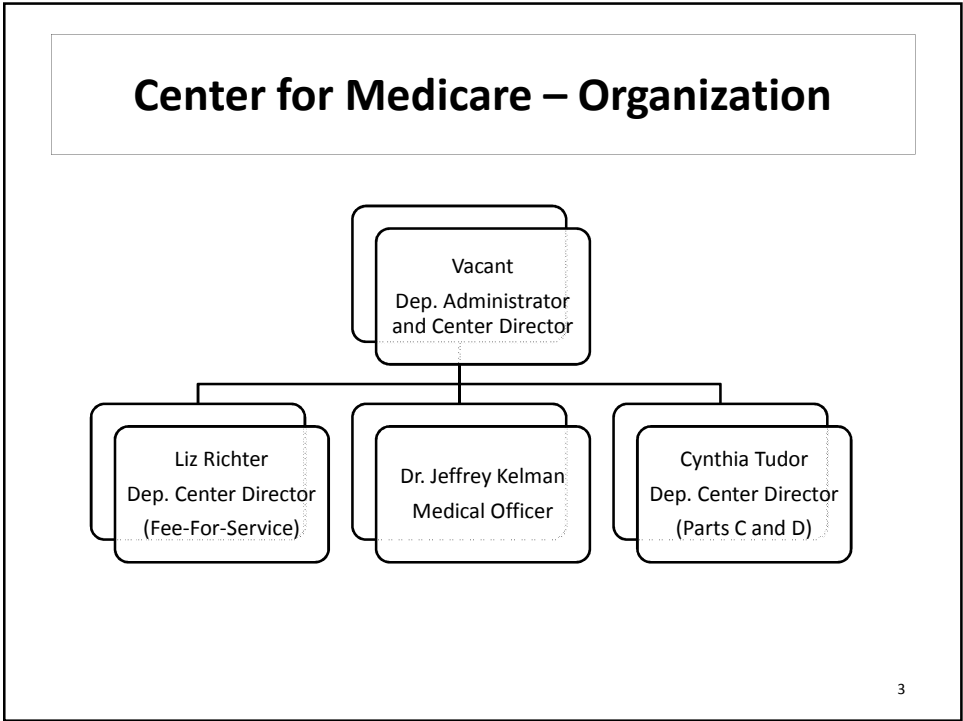 Center for Medicare – Organization
Vacant
Dep. Administrator
and Center Director
Liz Richter
Dep. Center Director
(Fee-For-Service)
Dr. Jeffrey Kelman
Medical Officer
Cynthia Tudor
Dep. Center Director
(Parts C and D)
3